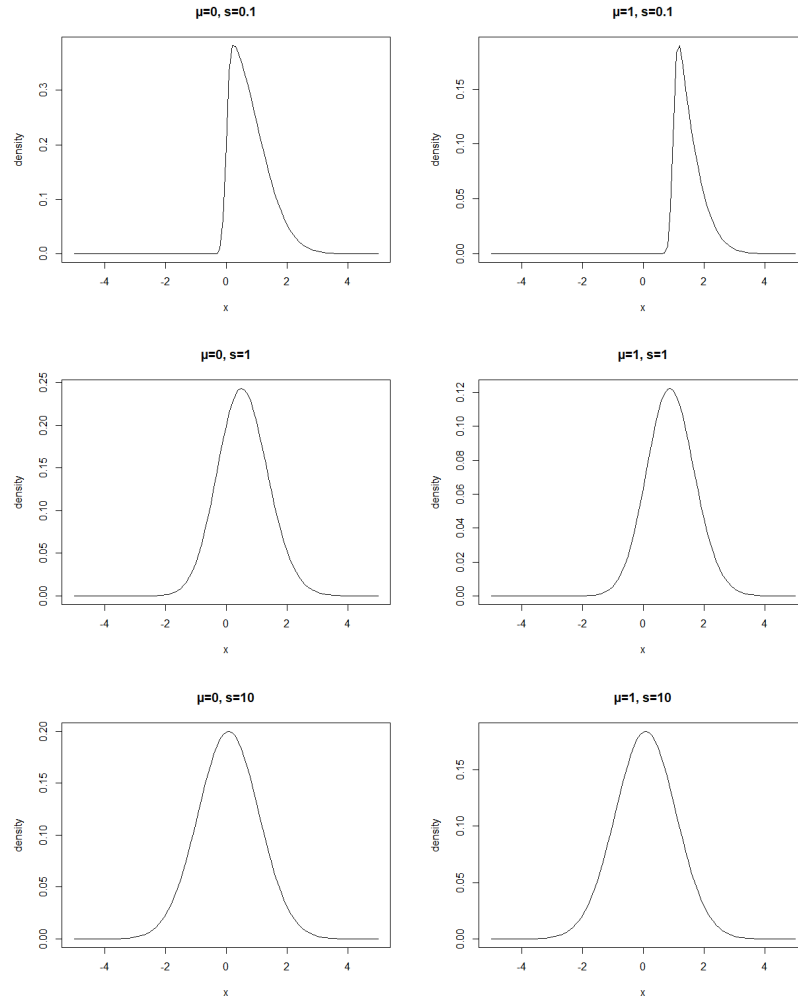 μ=0, s=0.1
density
0.0
0.1
0.2
0.3
-4 -2 0 2 4
x
μ=1, s=0.1
density
0.00
0.05
0.10
0.15
-4 -2 0 2 4
x
μ=0, s=1
density
0.00
0.05
0.10
0.15
0.20
0.25
-4 -2 0 2 4
x
μ=1, s=1
density
0.00
0.02
0.04
0.06
0.08
0.10
0.12
-4 -2 0 2 4
x
μ=0, s=10
density
0.00
0.05
0.10
0.15
0.20
-4 -2 0 2 4
x
μ=1, s=10
density
0.00
0.05
0.10
0.15
-4 -2 0 2 4
x